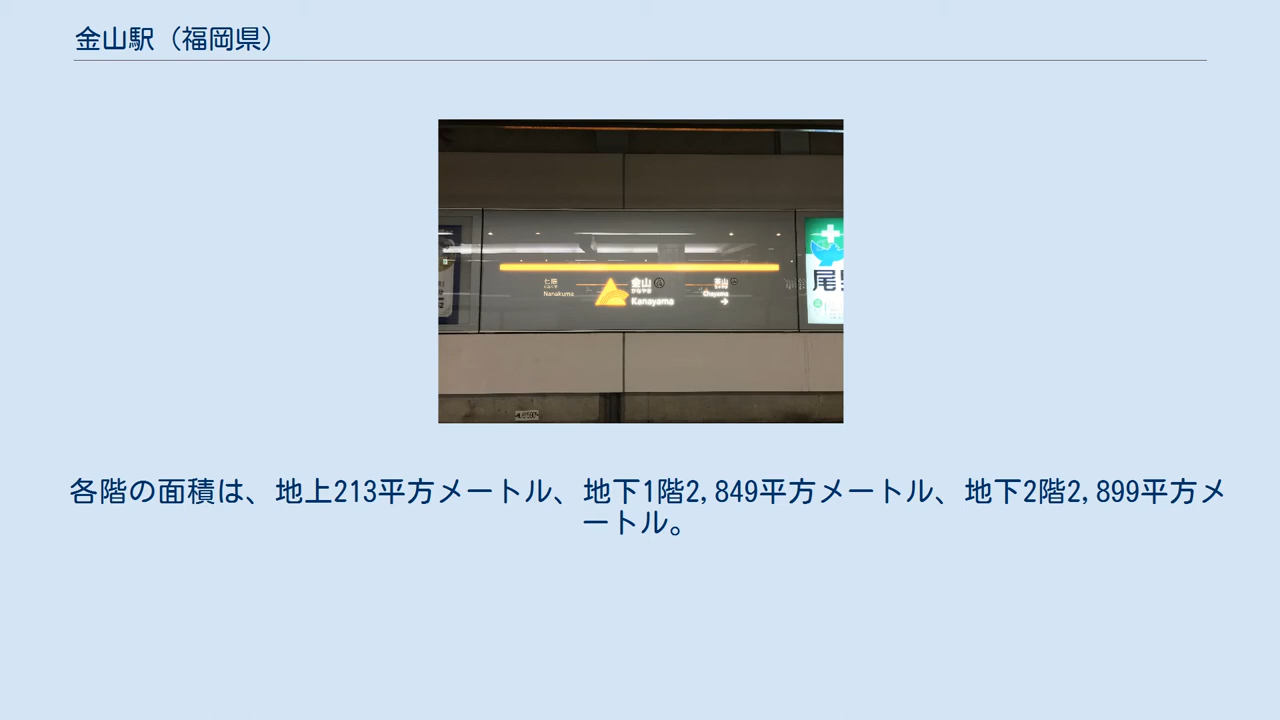 金山駅（福岡県）
七隈 金山 茶山
かなやま
Nanakuma Kanayama Chayama
→
尾
各階の面積は、地上213平方メートル、地下1階2,849平方メートル、地下2階2,899平方メ
ートル。